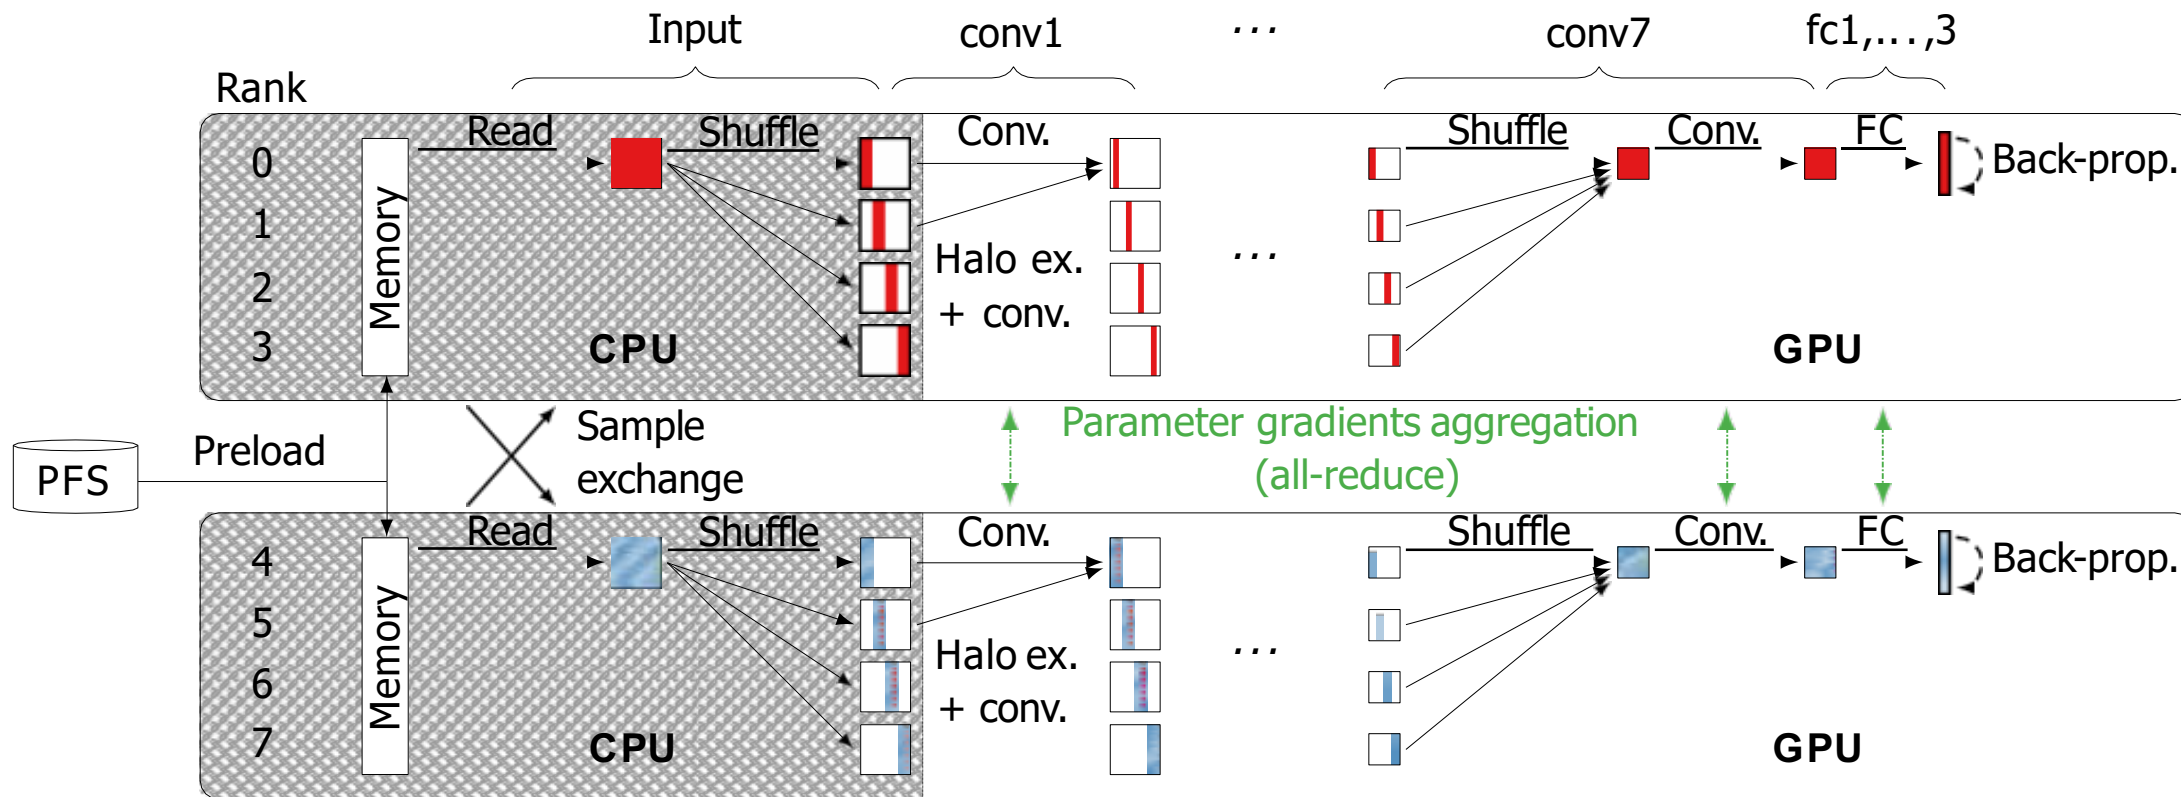 Input conv1 ... conv7 fc1,...,3
Rank
Read Shuffle Conv. Shuffle Conv. FC
0
Back-prop.
1
Memory
Halo ex.
+ conv.
...
2
3
CPU
GPU
Sample
exchange
Parameter gradients aggregation
(all-reduce)
Preload
PFS
Read Shuffle Conv. Shuffle Conv. FC
4
Back-prop.
5
Memory
Halo ex.
+ conv.
...
6
7
CPU
GPU